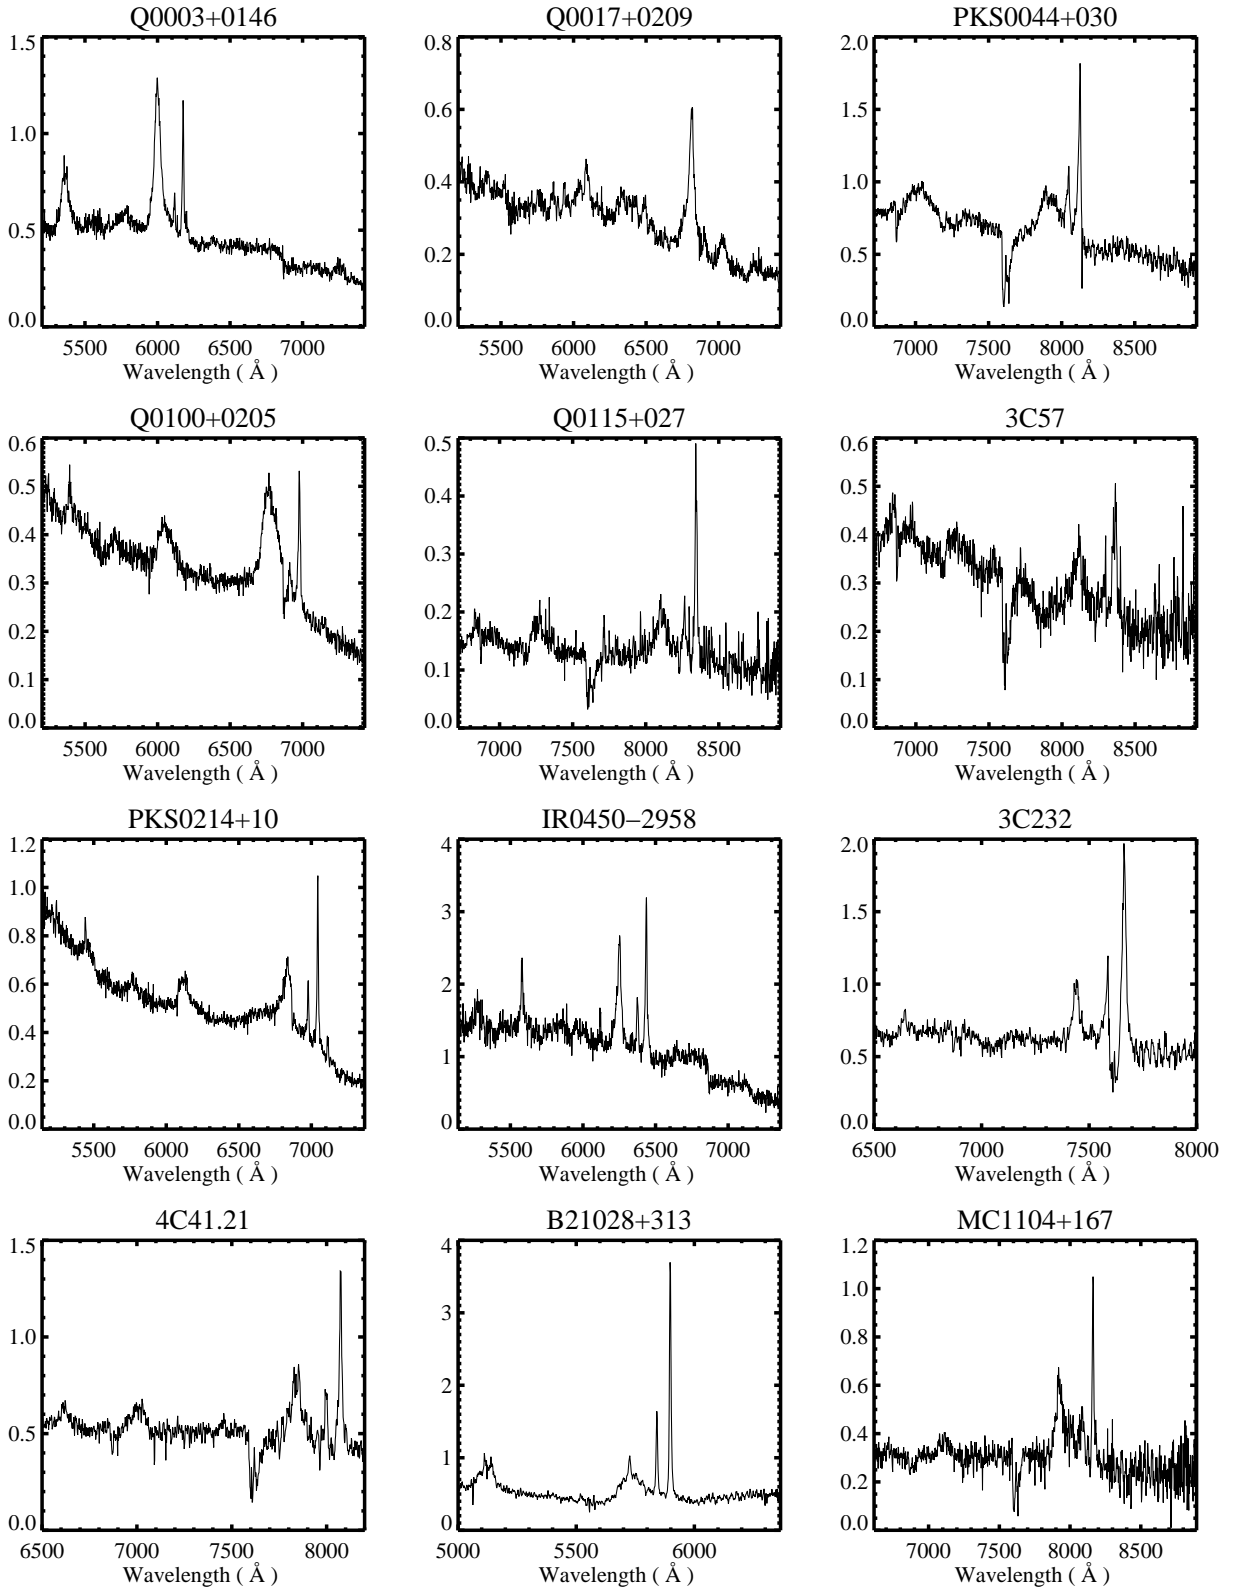 Q0003+0146 Q0017+0209 PKS0044+030
1.5 0.8 2.0
1.0 0.6 1.5
0.5 0.4 1.0
0.0 0.2 0.5
0.0 0.0
5500 6000 6500 7000 5500 6000 6500 7000 7000 7500 8000 8500
Wavelength ( Å ) Wavelength ( Å ) Wavelength ( Å )
Q0100+0205 Q0115+027 3C57
0.6 0.5 0.6
0.5 0.4 0.5
0.4 0.3 0.4
0.3 0.2 0.3
0.2 0.1 0.2
0.1 0.0 0.1
0.0 0.0
5500 6000 6500 7000 7000 7500 8000 8500 7000 7500 8000 8500
Wavelength ( Å ) Wavelength ( Å ) Wavelength ( Å )
PKS0214+10 IR0450−2958 3C232
1.2 4 2.0
1.0 3 1.5
0.8 2 1.0
0.6 1 0.5
0.4 0 0.0
0.2
0.0
5500 6000 6500 7000 5500 6000 6500 7000 6500 7000 7500 8000
Wavelength ( Å ) Wavelength ( Å ) Wavelength ( Å )
4C41.21 B21028+313 MC1104+167
1.5 4 1.2
1.0 3 1.0
0.5 2 0.8
0.0 1 0.6
0 0.4
0.2
0.0
6500 7000 7500 8000 5000 5500 6000 7000 7500 8000 8500
Wavelength ( Å ) Wavelength ( Å ) Wavelength ( Å )